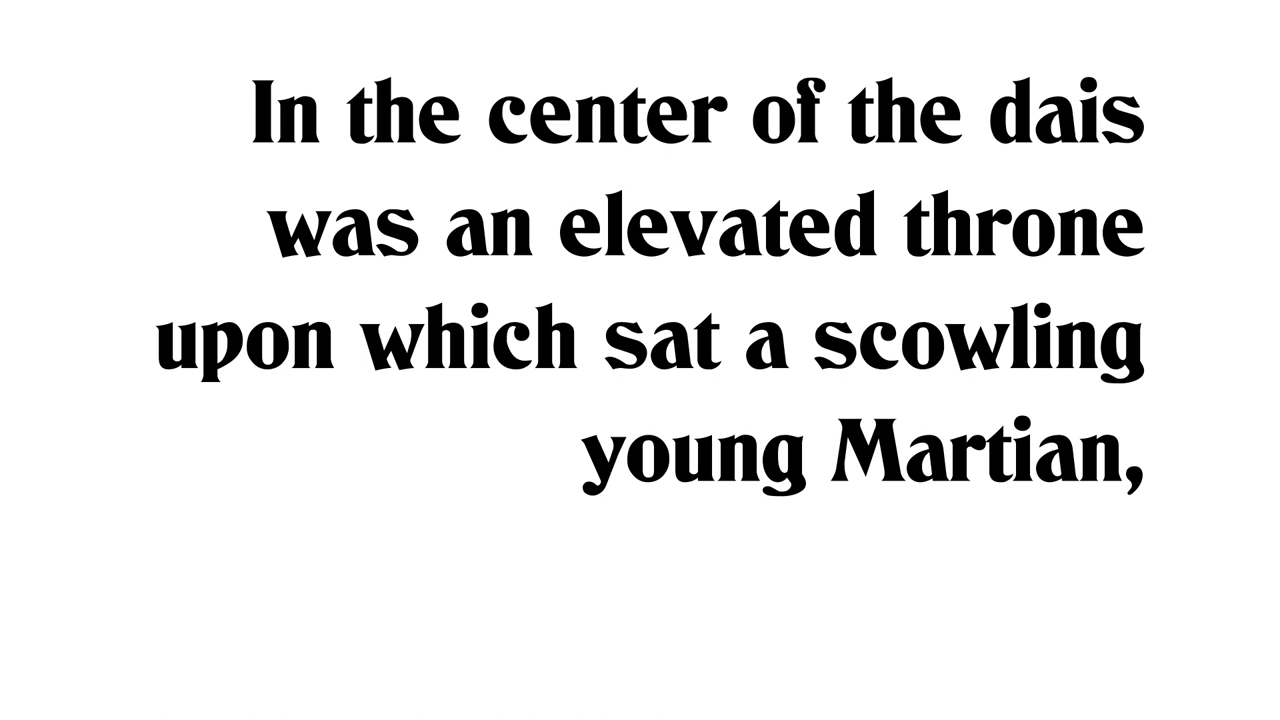 In the center of the dais
was an elevated throne
upon which sat a scowling
young Martian,